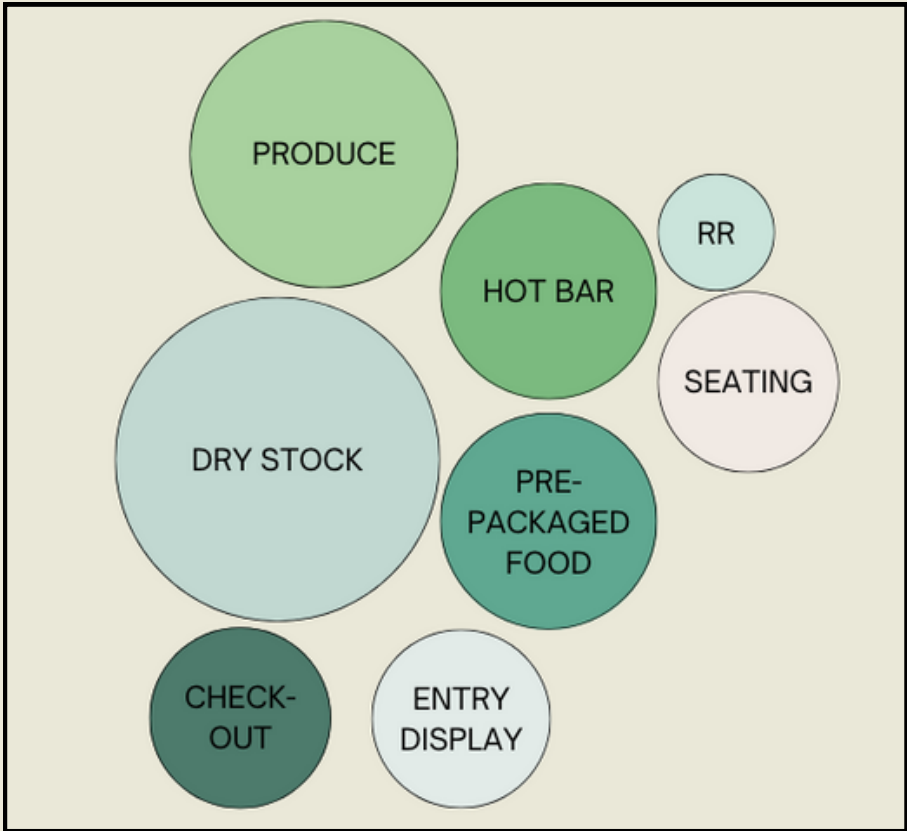 PRODUCE
HOT BAR
RR
SEATING
DRY STOCK
PRE-
PACKAGED
FOOD
CHECK-
OUT
ENTRY
DISPLAY